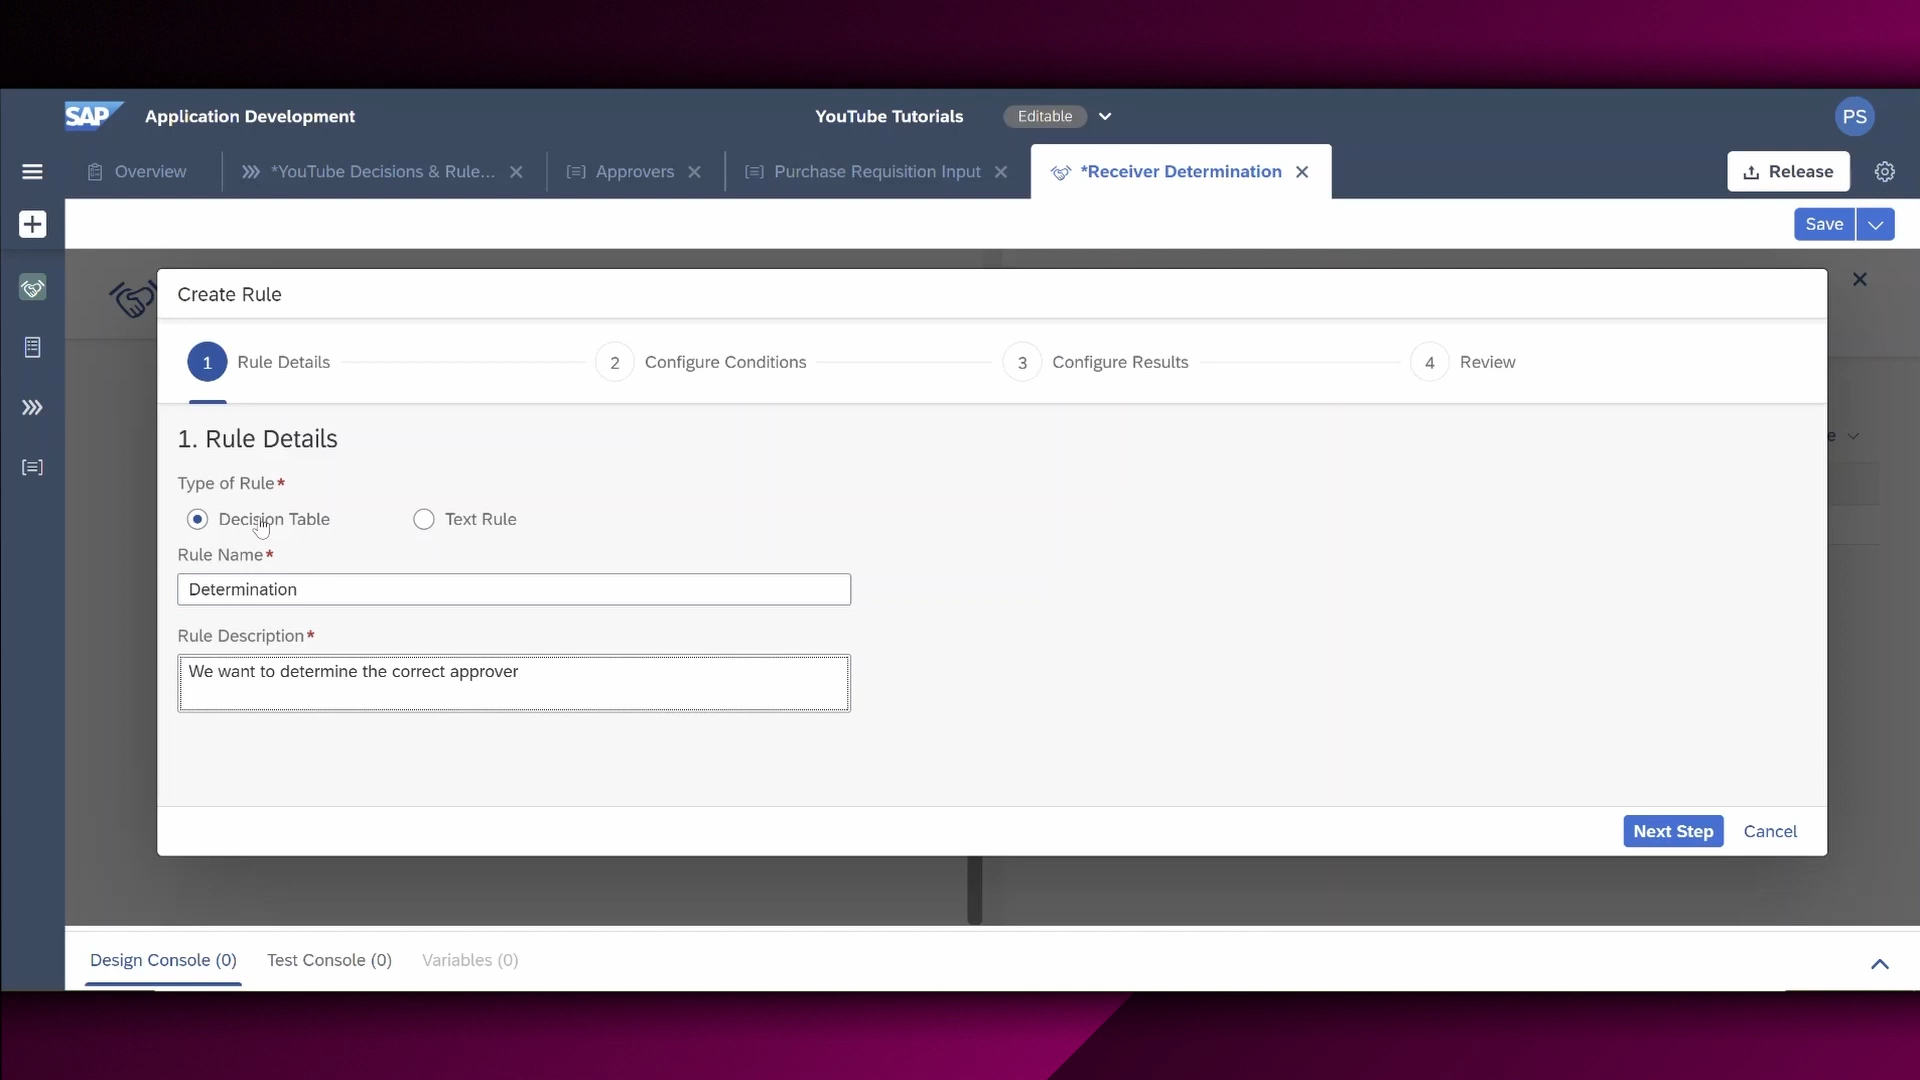 SAP Application Development YouTube Tutorials Editable PS
Overview *YouTube Decisions & Rule... Approvers Purchase Requisition Input *Receiver Determination Release
Save
Create Rule
1 Rule Details 2 Configure Conditions 3 Configure Results 4 Review
1. Rule Details
Type of Rule*
Decision Table Text Rule
Rule Name*
Determination
Rule Description*
We want to determine the correct approver
Next Step Cancel
Design Console (0) Test Console (0) Variables (0)